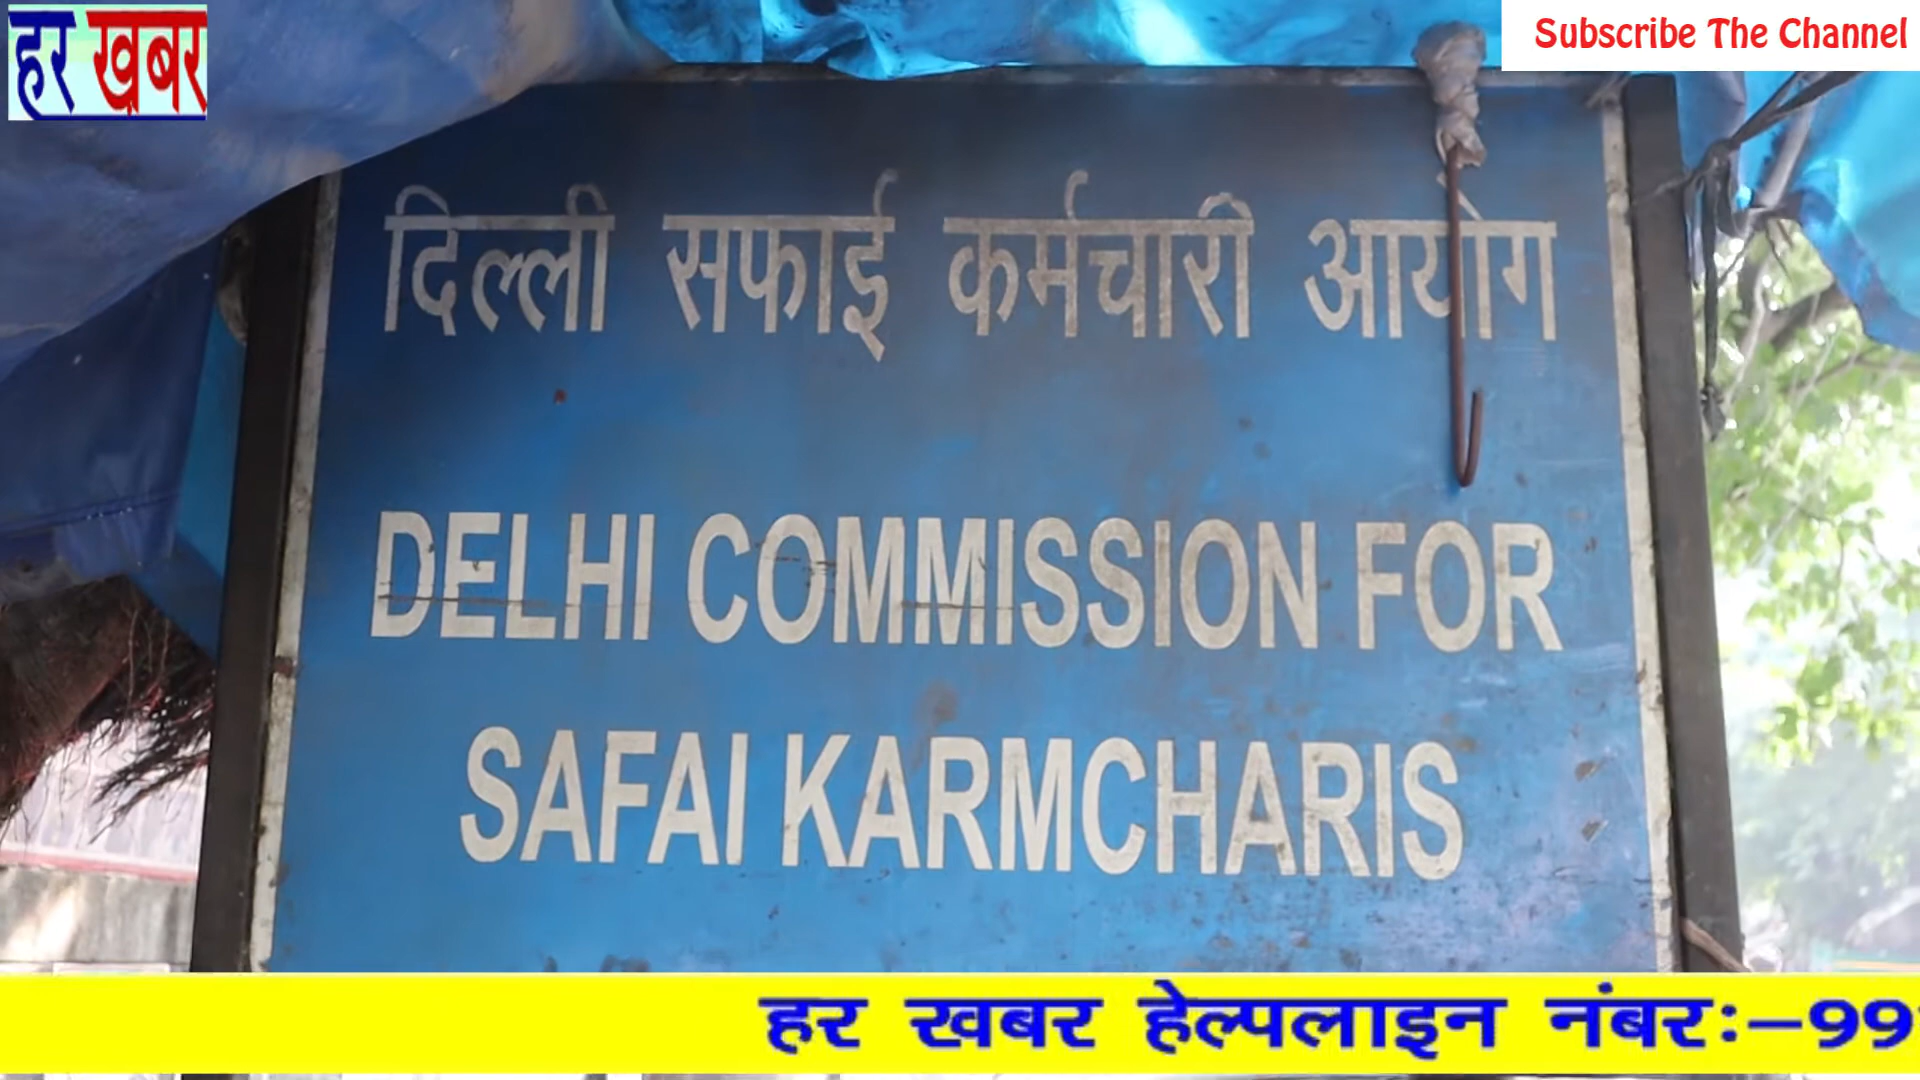 हर खबर
Subscribe The Channel
दिल्ली सफाई कर्मचारी आयोग
DELHI COMMISSION FOR
SAFAI KARMCHARIS
हर खबर हेल्पलाइन नंबर:-99